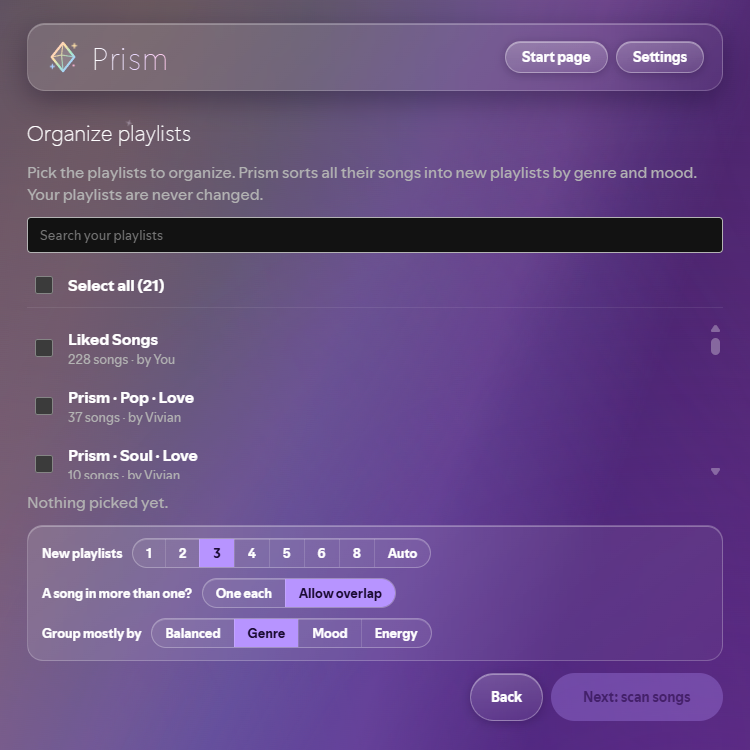 Prism
Start page
Settings
Organize playlists
Pick the playlists to organize. Prism sorts all their songs into new playlists by genre and mood.
Your playlists are never changed.
Search your playlists
Select all (21)
Liked Songs
228 songs · by You
Prism · Pop · Love
37 songs · by Vivian
Prism · Soul · Love
10 songs · by Vivian
Nothing picked yet.
New playlists 1 2 3 4 5 6 8 Auto
A song in more than one? One each Allow overlap
Group mostly by Balanced Genre Mood Energy
Back
Next: scan songs